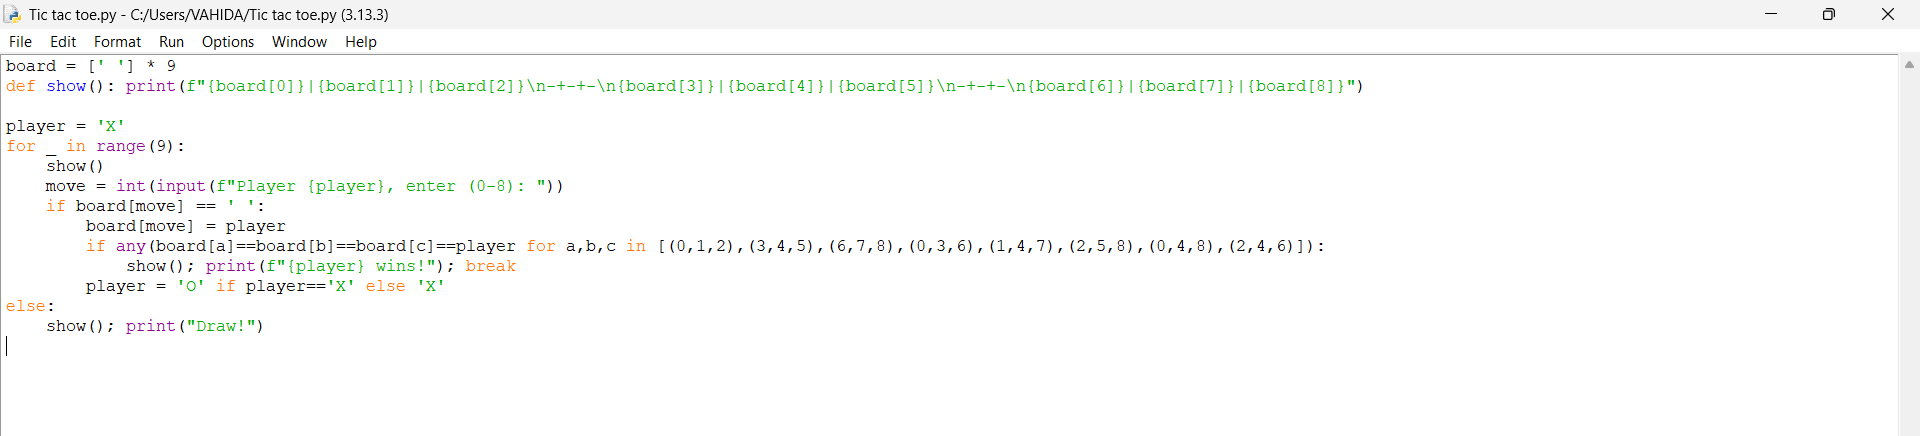 Tic tac toe.py - C:/Users/VAHIDA/Tic tac toe.py (3.13.3)
File Edit Format Run Options Window Help
board = [' '] * 9
def show(): print(f"{board[0]}|{board[1]}|{board[2]}\n-+-+-\n{board[3]}|{board[4]}|{board[5]}\n-+-+-\n{board[6]}|{board[7]}|{board[8]}")

player = 'X'
for _ in range(9):
    show()
    move = int(input(f"Player {player}, enter (0-8): "))
    if board[move] == ' ':
        board[move] = player
        if any(board[a]==board[b]==board[c]==player for a,b,c in [(0,1,2),(3,4,5),(6,7,8),(0,3,6),(1,4,7),(2,5,8),(0,4,8),(2,4,6)]):
            show(); print(f"{player} wins!"); break
        player = 'O' if player=='X' else 'X'
else:
    show(); print("Draw!")